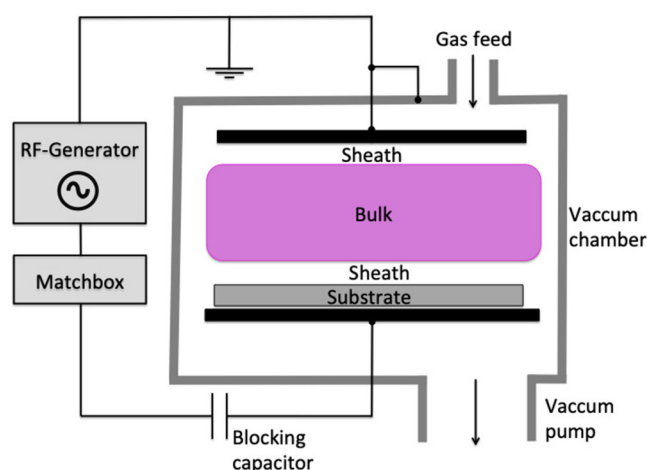 Gas feed
RF-Generator
Sheath
Bulk
Vaccum
chamber
Matchbox
Sheath
Substrate
Blocking
capacitor
Vaccum
pump